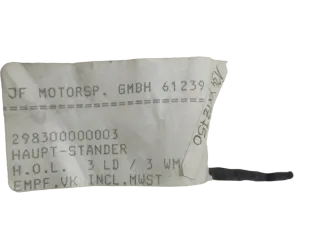 JF MOTORSP. GMBH 61239
298300000003
HAUPT-STANDER
H.O.L. 3 LD / 3 WM
EMPF.VK INCL.MWST